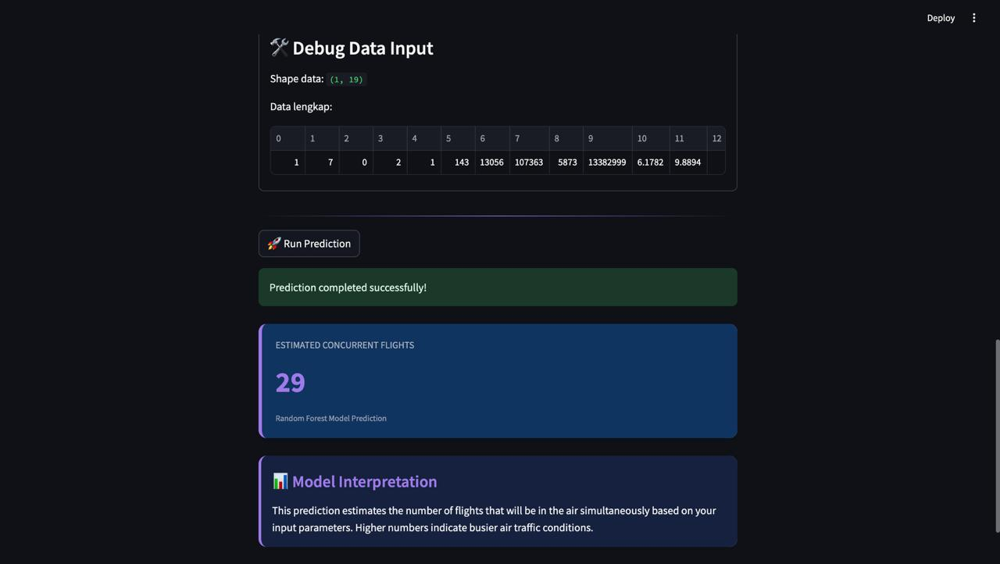 Deploy
🛠️ Debug Data Input
Shape data: (1, 19)
Data lengkap:
0 1 2 3 4 5 6 7 8 9 10 11 12
1 7 0 2 1 143 13056 107363 5873 13382999 6.1782 9.8894
🚀 Run Prediction
Prediction completed successfully!
ESTIMATED CONCURRENT FLIGHTS
29
Random Forest Model Prediction
📊 Model Interpretation
This prediction estimates the number of flights that will be in the air simultaneously based on your
input parameters. Higher numbers indicate busier air traffic conditions.